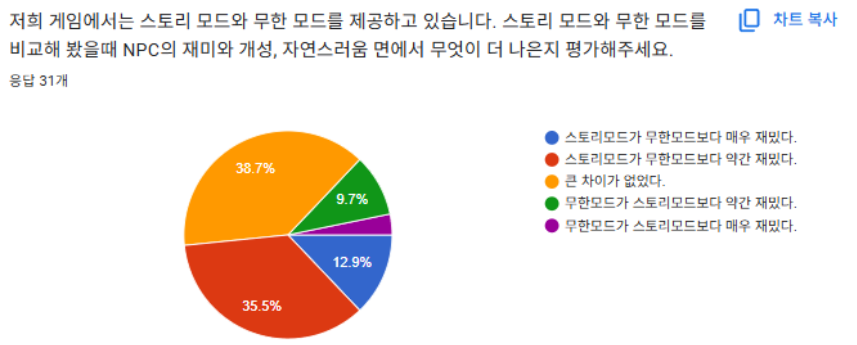 저희 게임에서는 스토리 모드와 무한 모드를 제공하고 있습니다. 스토리 모드와 무한 모드를
비교해 봤을때 NPC의 재미와 개성, 자연스러움 면에서 무엇이 더 나은지 평가해주세요.
차트 복사
응답 31개
스토리모드가 무한모드보다 매우 재밌다.
스토리모드가 무한모드보다 약간 재밌다.
큰 차이가 없었다.
무한모드가 스토리모드보다 약간 재밌다.
무한모드가 스토리모드보다 매우 재밌다.
38.7%
9.7%
12.9%
35.5%